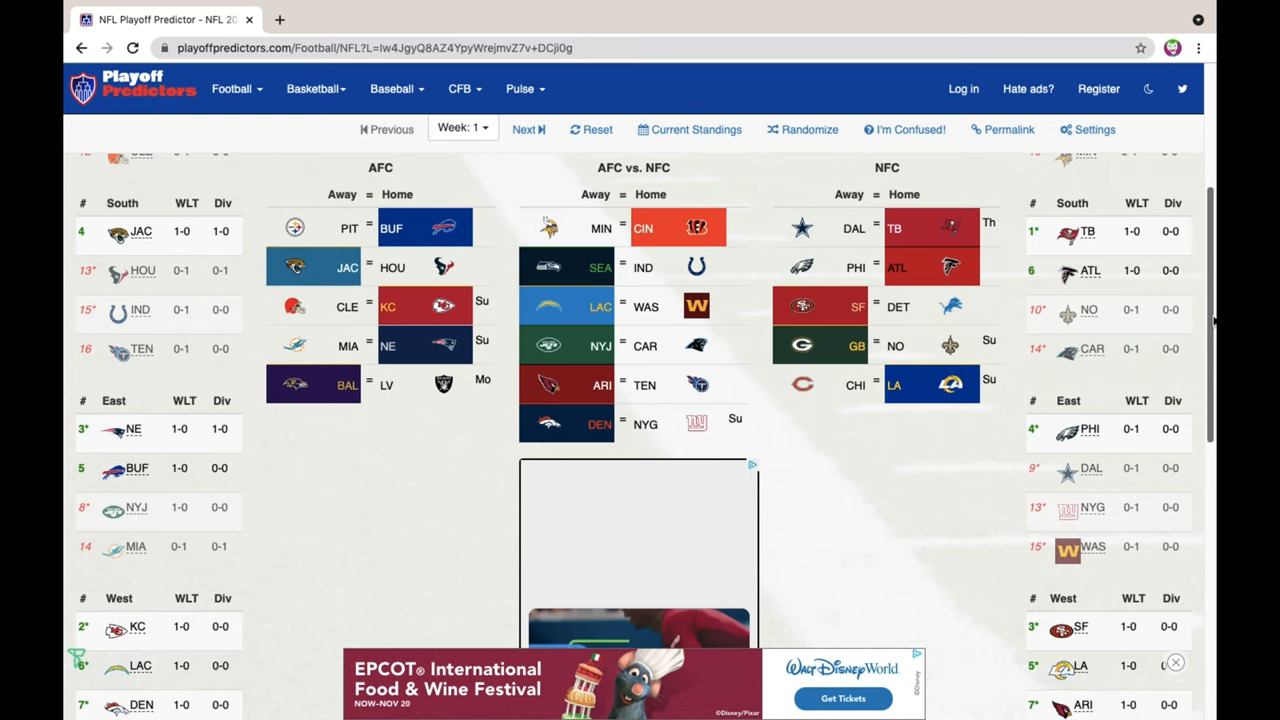 NFL Playoff Predictor - NFL 20
playoffpredictors.com/Football/NFL?L=Iw4JgyQ8AZ4YpyWrejmvZ7v+DCji0g
Playoff Predictors
Football Basketball Baseball CFB Pulse Log in Hate ads? Register
Previous Week: 1 Next Reset Current Standings Randomize I'm Confused! Permalink Settings
AFC
Away = Home
PIT = BUF
JAC = HOU
CLE = KC Su
MIA = NE Su
BAL = LV Mo
AFC vs. NFC
Away = Home
MIN = CIN
SEA = IND
LAC = WAS
NYJ = CAR
ARI = TEN
DEN = NYG Su
NFC
Away = Home
DAL = TB Th
PHI = ATL
SF = DET
GB = NO Su
CHI = LA Su
# South WLT Div
4 JAC 1-0 1-0
13* HOU 0-1 0-1
15* IND 0-1 0-0
16 TEN 0-1 0-0
# East WLT Div
3* NE 1-0 1-0
5 BUF 1-0 0-0
8* NYJ 1-0 0-0
14 MIA 0-1 0-1
# West WLT Div
2* KC 1-0 0-0
6* LAC 1-0 0-0
7* DEN 1-0 0-0
# South WLT Div
1* TB 1-0 0-0
6 ATL 1-0 0-0
10* NO 0-1 0-0
14* CAR 0-1 0-0
# East WLT Div
4* PHI 0-1 0-0
9* DAL 0-1 0-0
13* NYG 0-1 0-0
15* WAS 0-1 0-0
# West WLT Div
3* SF 1-0 0-0
5* LA 1-0
7* ARI 1-0 0-0
EPCOT® International
Food & Wine Festival
NOW–NOV 20
©Disney/Pixar
Walt Disney World
Get Tickets
©Disney